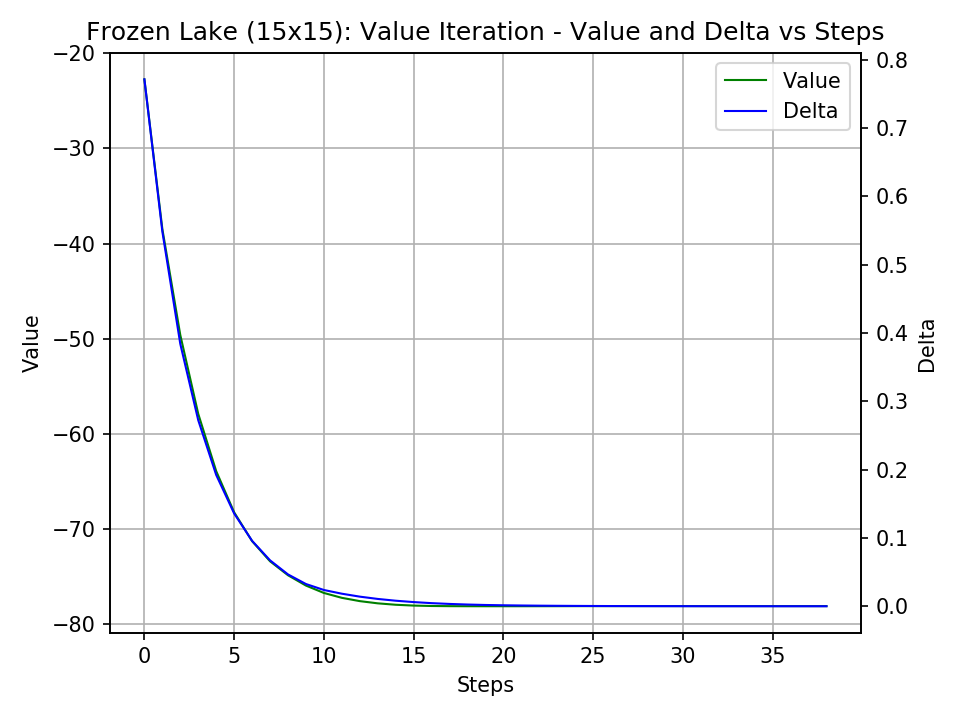 Frozen Lake (15x15): Value Iteration - Value and Delta vs Steps
−20
−30
−40
−50
−60
−70
−80
Value
0.8
0.7
0.6
0.5
0.4
0.3
0.2
0.1
0.0
Delta
Value
Delta
0 5 10 15 20 25 30 35
Steps